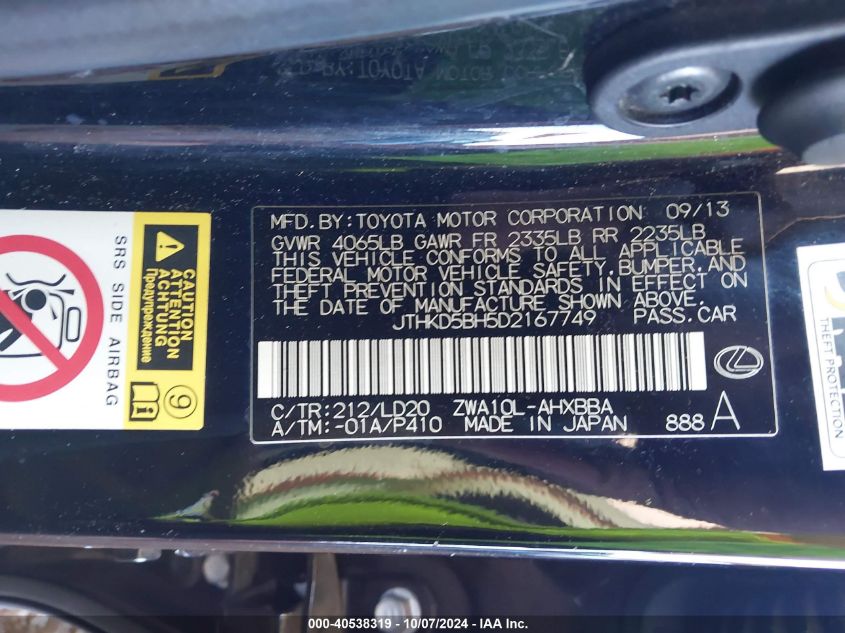 MFD. BY: TOYOTA MOTOR CORPORATION 09/13
GVWR 4065LB GAWR FR 2335LB RR 2235LB
THIS VEHICLE CONFORMS TO ALL APPLICABLE
FEDERAL MOTOR VEHICLE SAFETY, BUMPER, AND
THEFT PREVENTION STANDARDS IN EFFECT ON
THE DATE OF MANUFACTURE SHOWN ABOVE.
JTHKD5BH5D2167749 PASS.CAR
C/TR:212/LD20 ZWA10L-AHXBBA
A/TM:-01A/P410 MADE IN JAPAN 888 A
SRS SIDE AIRBAG
CAUTION
ATTENTION
ACHTUNG
Предупреждение
9
000-40538319 - 10/07/2024 - IAA Inc.